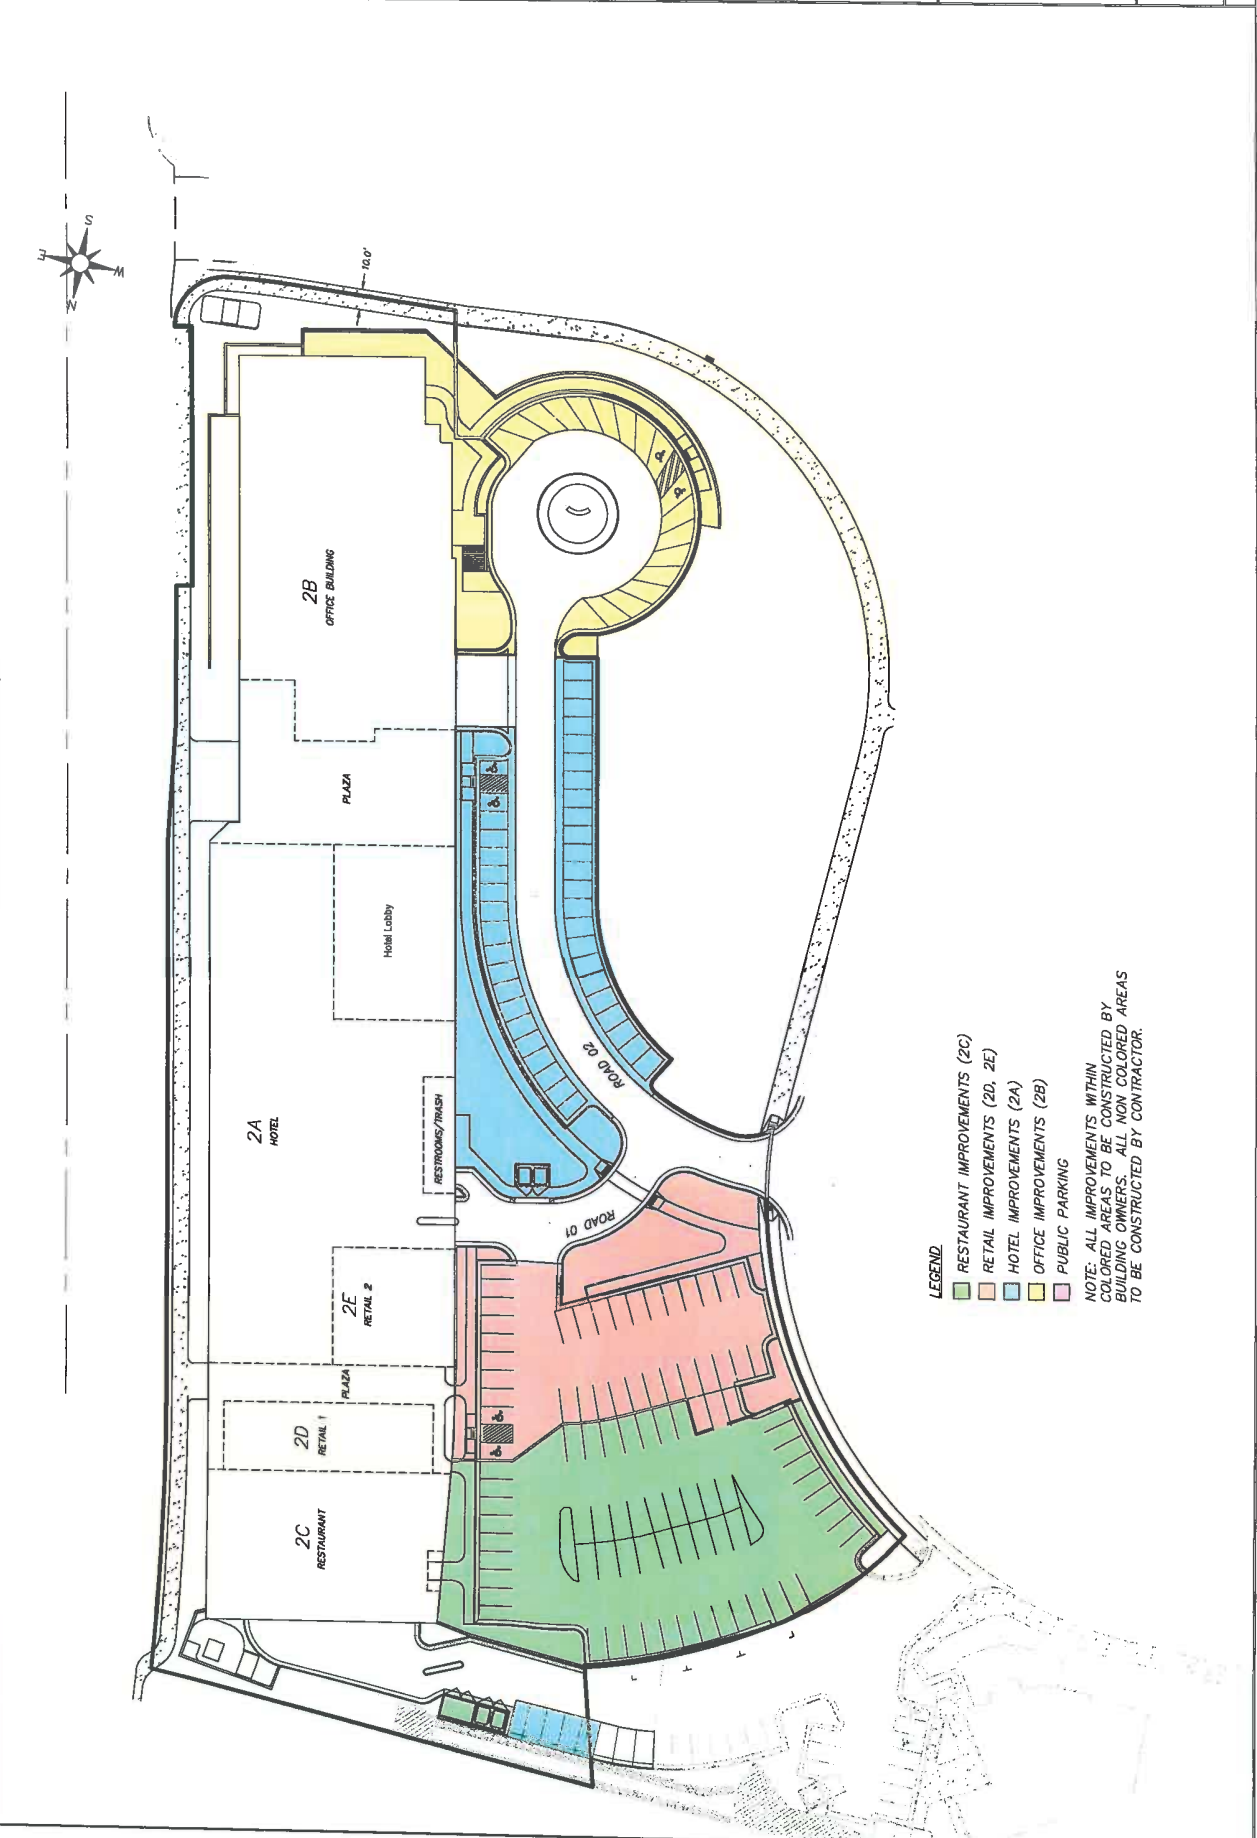 E
S
N
W
10.0'
2B
OFFICE BUILDING
PLAZA
Hotel Lobby
2A
HOTEL
RESTROOMS/TRASH
ROAD 02
ROAD 01
2E
RETAIL 2
PLAZA
2D
RETAIL 1
2C
RESTAURANT
LEGEND
RESTAURANT IMPROVEMENTS (2C)
RETAIL IMPROVEMENTS (2D, 2E)
HOTEL IMPROVEMENTS (2A)
OFFICE IMPROVEMENTS (2B)
PUBLIC PARKING
NOTE: ALL IMPROVEMENTS WITHIN
COLORED AREAS TO BE CONSTRUCTED BY
BUILDING OWNERS. ALL NON COLORED AREAS
TO BE CONSTRUCTED BY CONTRACTOR.